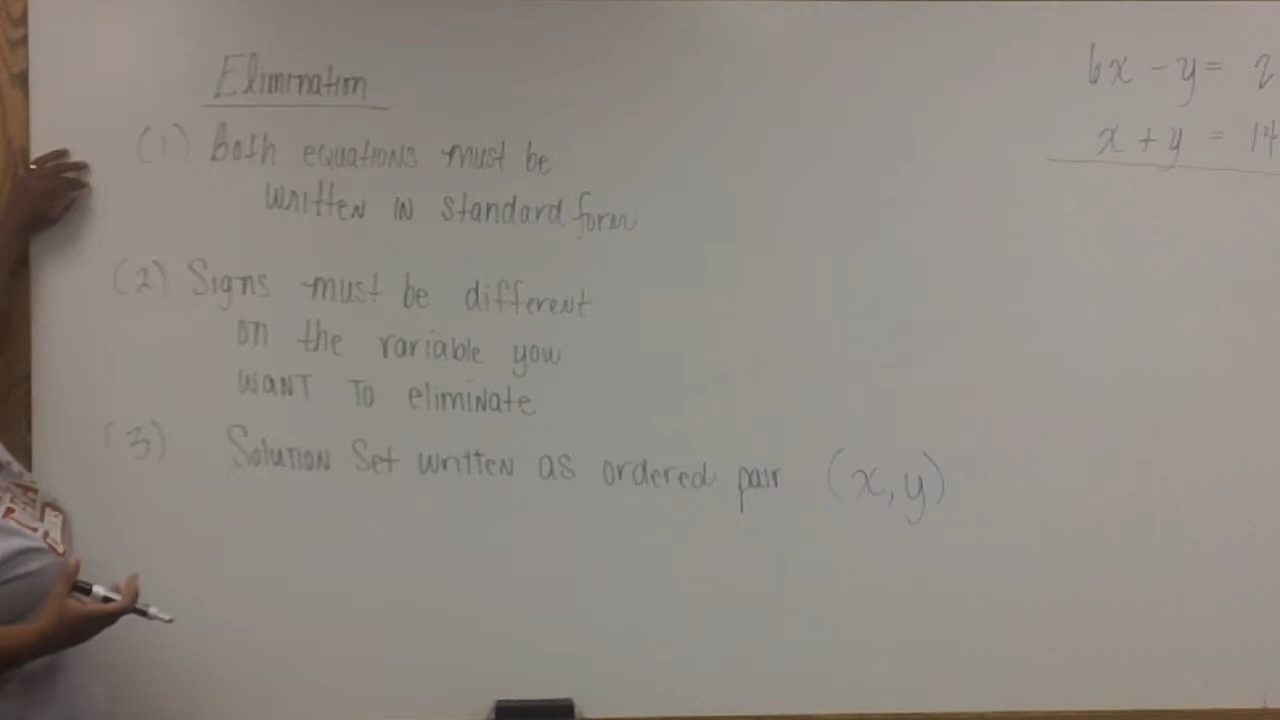 Elimination
(1) Both equations must be
written in standard form
(2) Signs must be different
on the variable you
want to eliminate
(3) Solution Set written as ordered pair (x,y)
6x - y = 2
x + y = 14